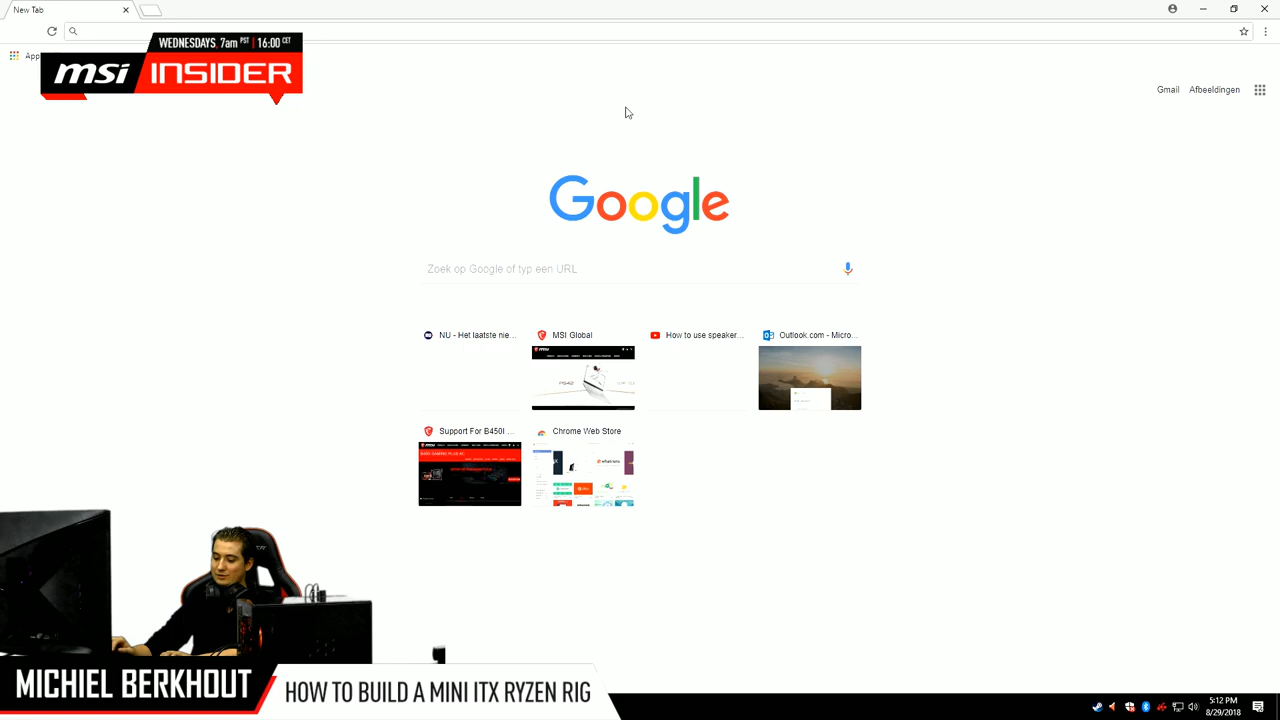 New Tab
App
WEDNESDAYS, 7am PST | 16:00 CET
msi INSIDER
Gmail Afbeeldingen
Google
Zoek op Google of typ een URL
NU - Het laatste nie... MSI Global How to use speaker... Outlook.com - Micro...
Support For B450I ... Chrome Web Store
MICHIEL BERKHOUT
HOW TO BUILD A MINI ITX RYZEN RIG
5:12 PM
8/29/2018